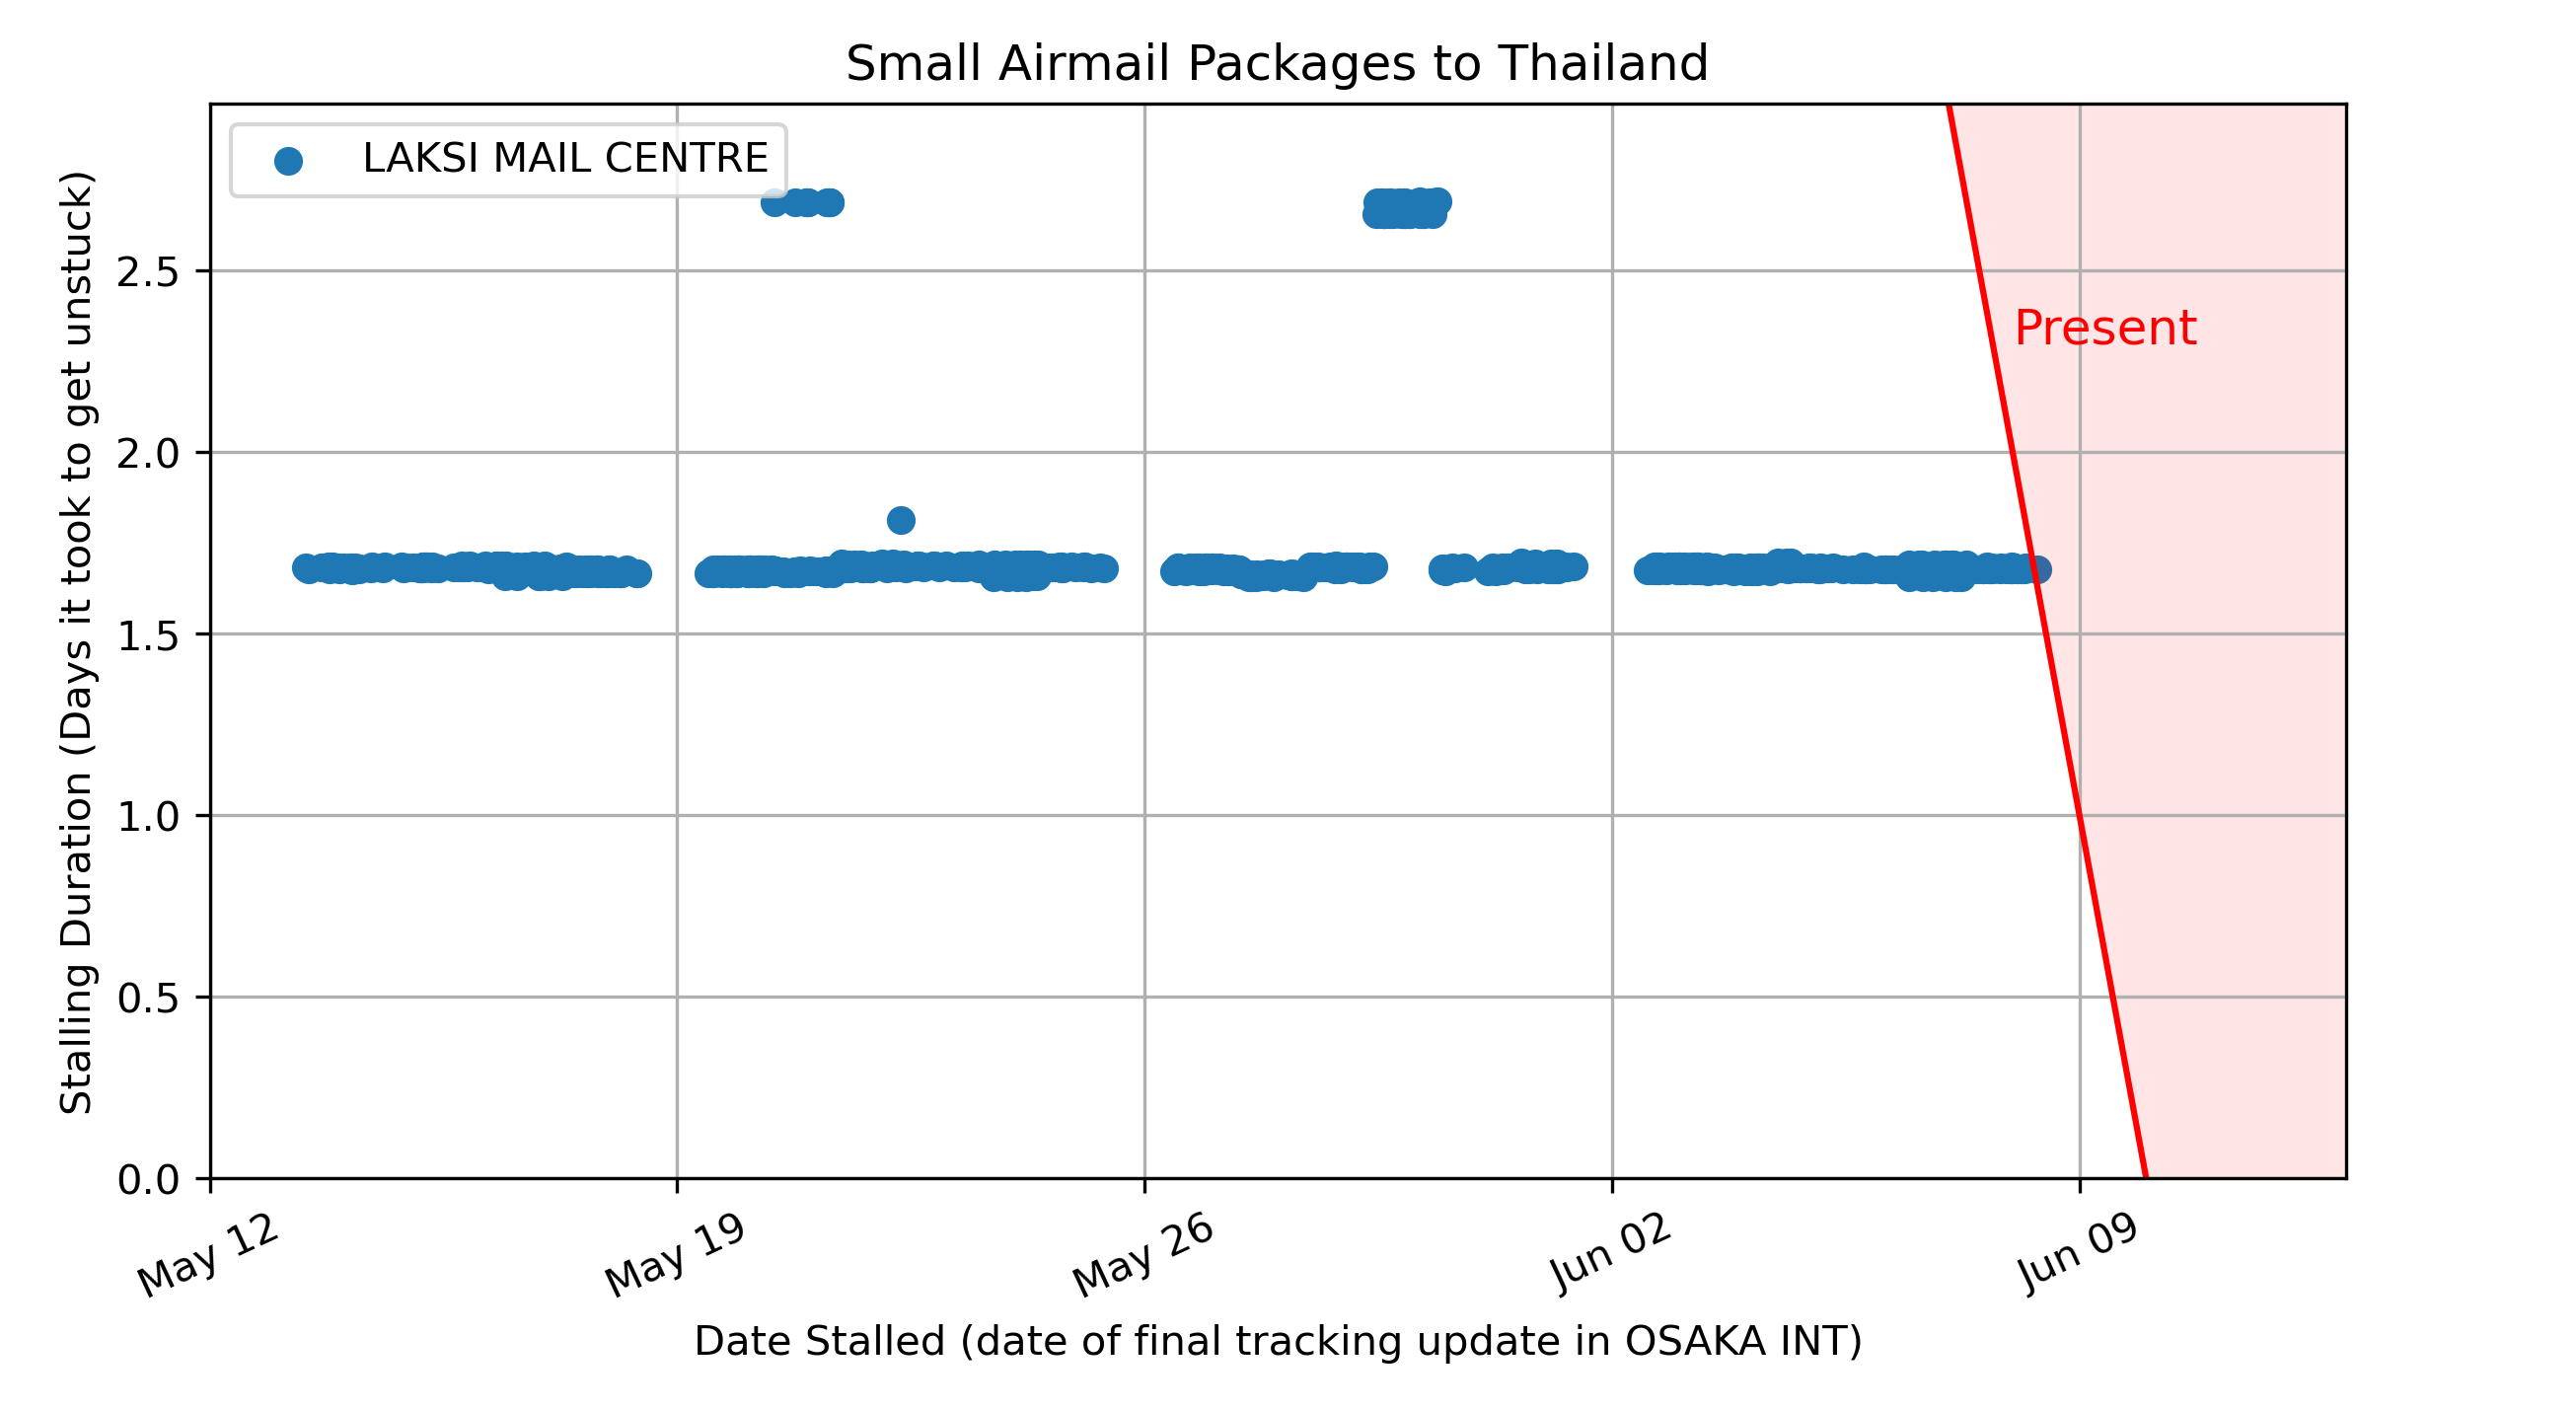 Small Airmail Packages to Thailand
LAKSI MAIL CENTRE
Present
Stalling Duration (Days it took to get unstuck)
2.5
2.0
1.5
1.0
0.5
0.0
May 12
May 19
May 26
Jun 02
Jun 09
Date Stalled (date of final tracking update in OSAKA INT)